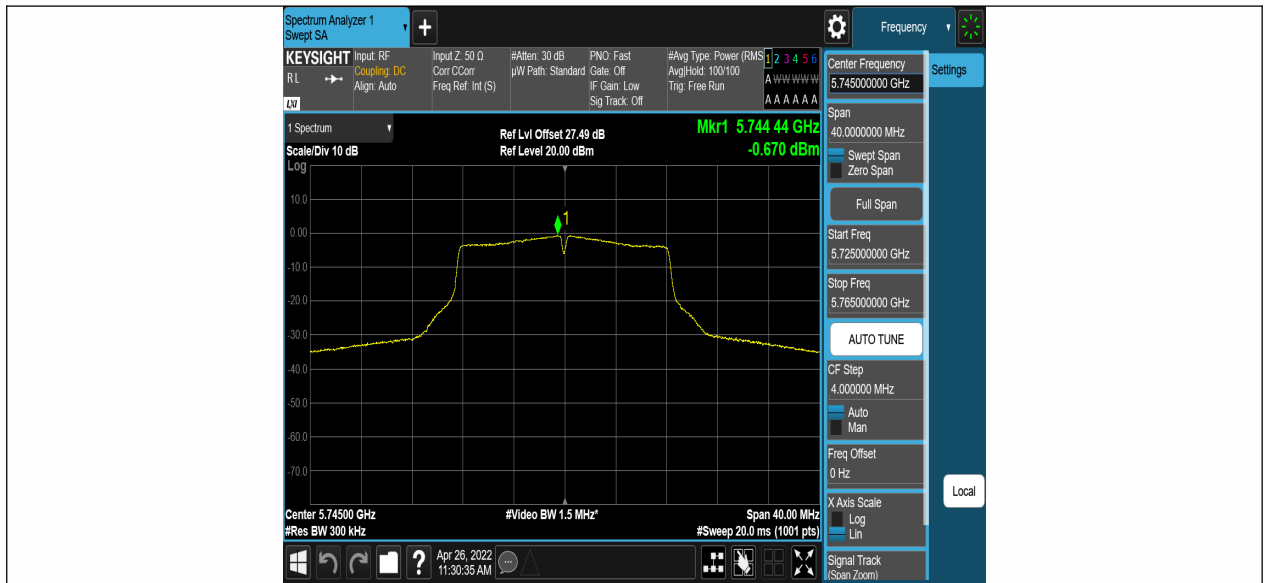 Spectrum Analyzer 1
Swept SA
+
Frequency
KEYSIGHT
Input: RF
Coupling: DC
Align: Auto
Input Z: 50 Ω
Corr CCorr
Freq Ref: Int (S)
#Atten: 30 dB
µW Path: Standard
PNO: Fast
Gate: Off
IF Gain: Low
Sig Track: Off
#Avg Type: Power (RMS
Avg|Hold: 100/100
Trig: Free Run
1 2 3 4 5 6
A W W W W W
A A A A A A
R L
LXI
1 Spectrum
Scale/Div 10 dB
Ref Lvl Offset 27.49 dB
Ref Level 20.00 dBm
Mkr1 5.744 44 GHz
-0.670 dBm
Log
10.0
0.00
-10.0
-20.0
-30.0
-40.0
-50.0
-60.0
-70.0
1
Center 5.74500 GHz
#Video BW 1.5 MHz*
Span 40.00 MHz
#Res BW 300 kHz
#Sweep 20.0 ms (1001 pts)
?
Apr 26, 2022
11:30:35 AM
Center Frequency
5.745000000 GHz
Settings
Span
40.0000000 MHz
Swept Span
Zero Span
Full Span
Start Freq
5.725000000 GHz
Stop Freq
5.765000000 GHz
AUTO TUNE
CF Step
4.000000 MHz
Auto
Man
Freq Offset
0 Hz
Local
X Axis Scale
Log
Lin
Signal Track
(Span Zoom)